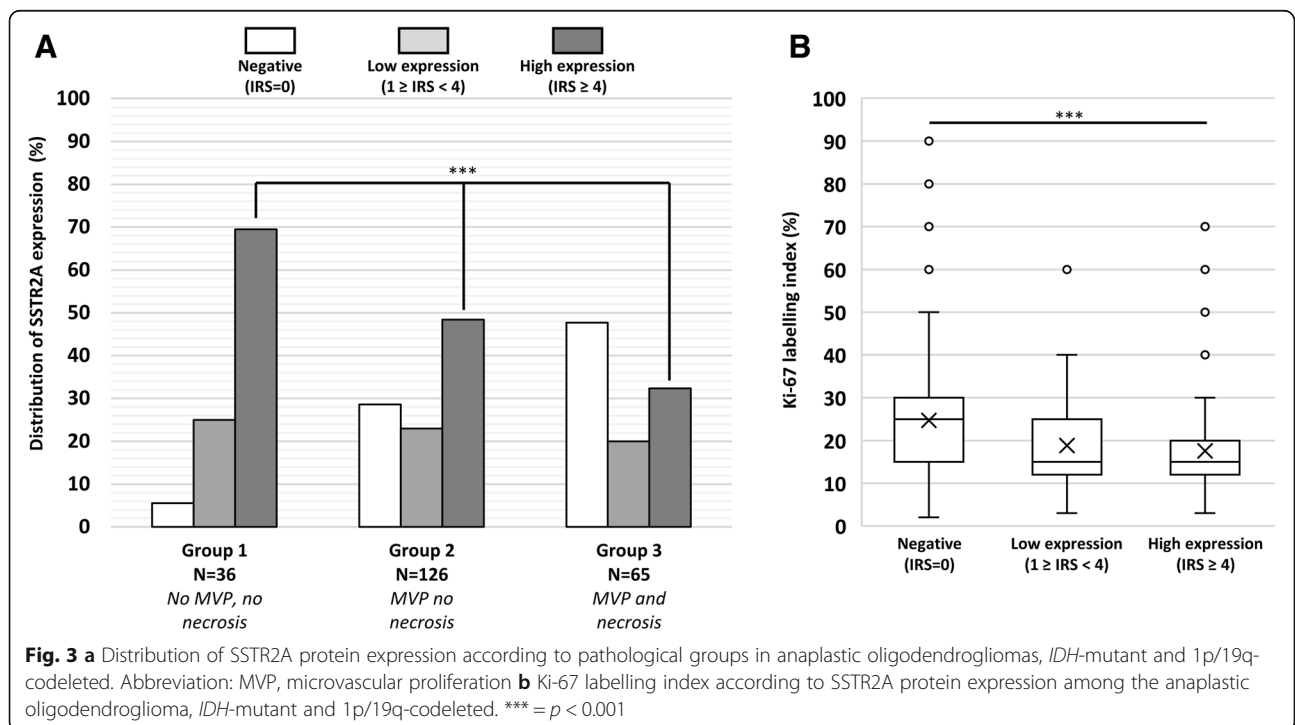 A
Negative
(IRS=0)
Low expression
(1 ≥ IRS < 4)
High expression
(IRS ≥ 4)
Distribution of SSTR2A expression (%)
100
90
80
70
60
50
40
30
20
10
0
***
Group 1
N=36
No MVP, no
necrosis
Group 2
N=126
MVP no
necrosis
Group 3
N=65
MVP and
necrosis
B
Ki-67 labelling index (%)
100
90
80
70
60
50
40
30
20
10
0
***
Negative
(IRS=0)
Low expression
(1 ≥ IRS < 4)
High expression
(IRS ≥ 4)
Fig. 3 a Distribution of SSTR2A protein expression according to pathological groups in anaplastic oligodendrogliomas, IDH-mutant and 1p/19q-
codeleted. Abbreviation: MVP, microvascular proliferation b Ki-67 labelling index according to SSTR2A protein expression among the anaplastic
oligodendroglioma, IDH-mutant and 1p/19q-codeleted. *** = p < 0.001